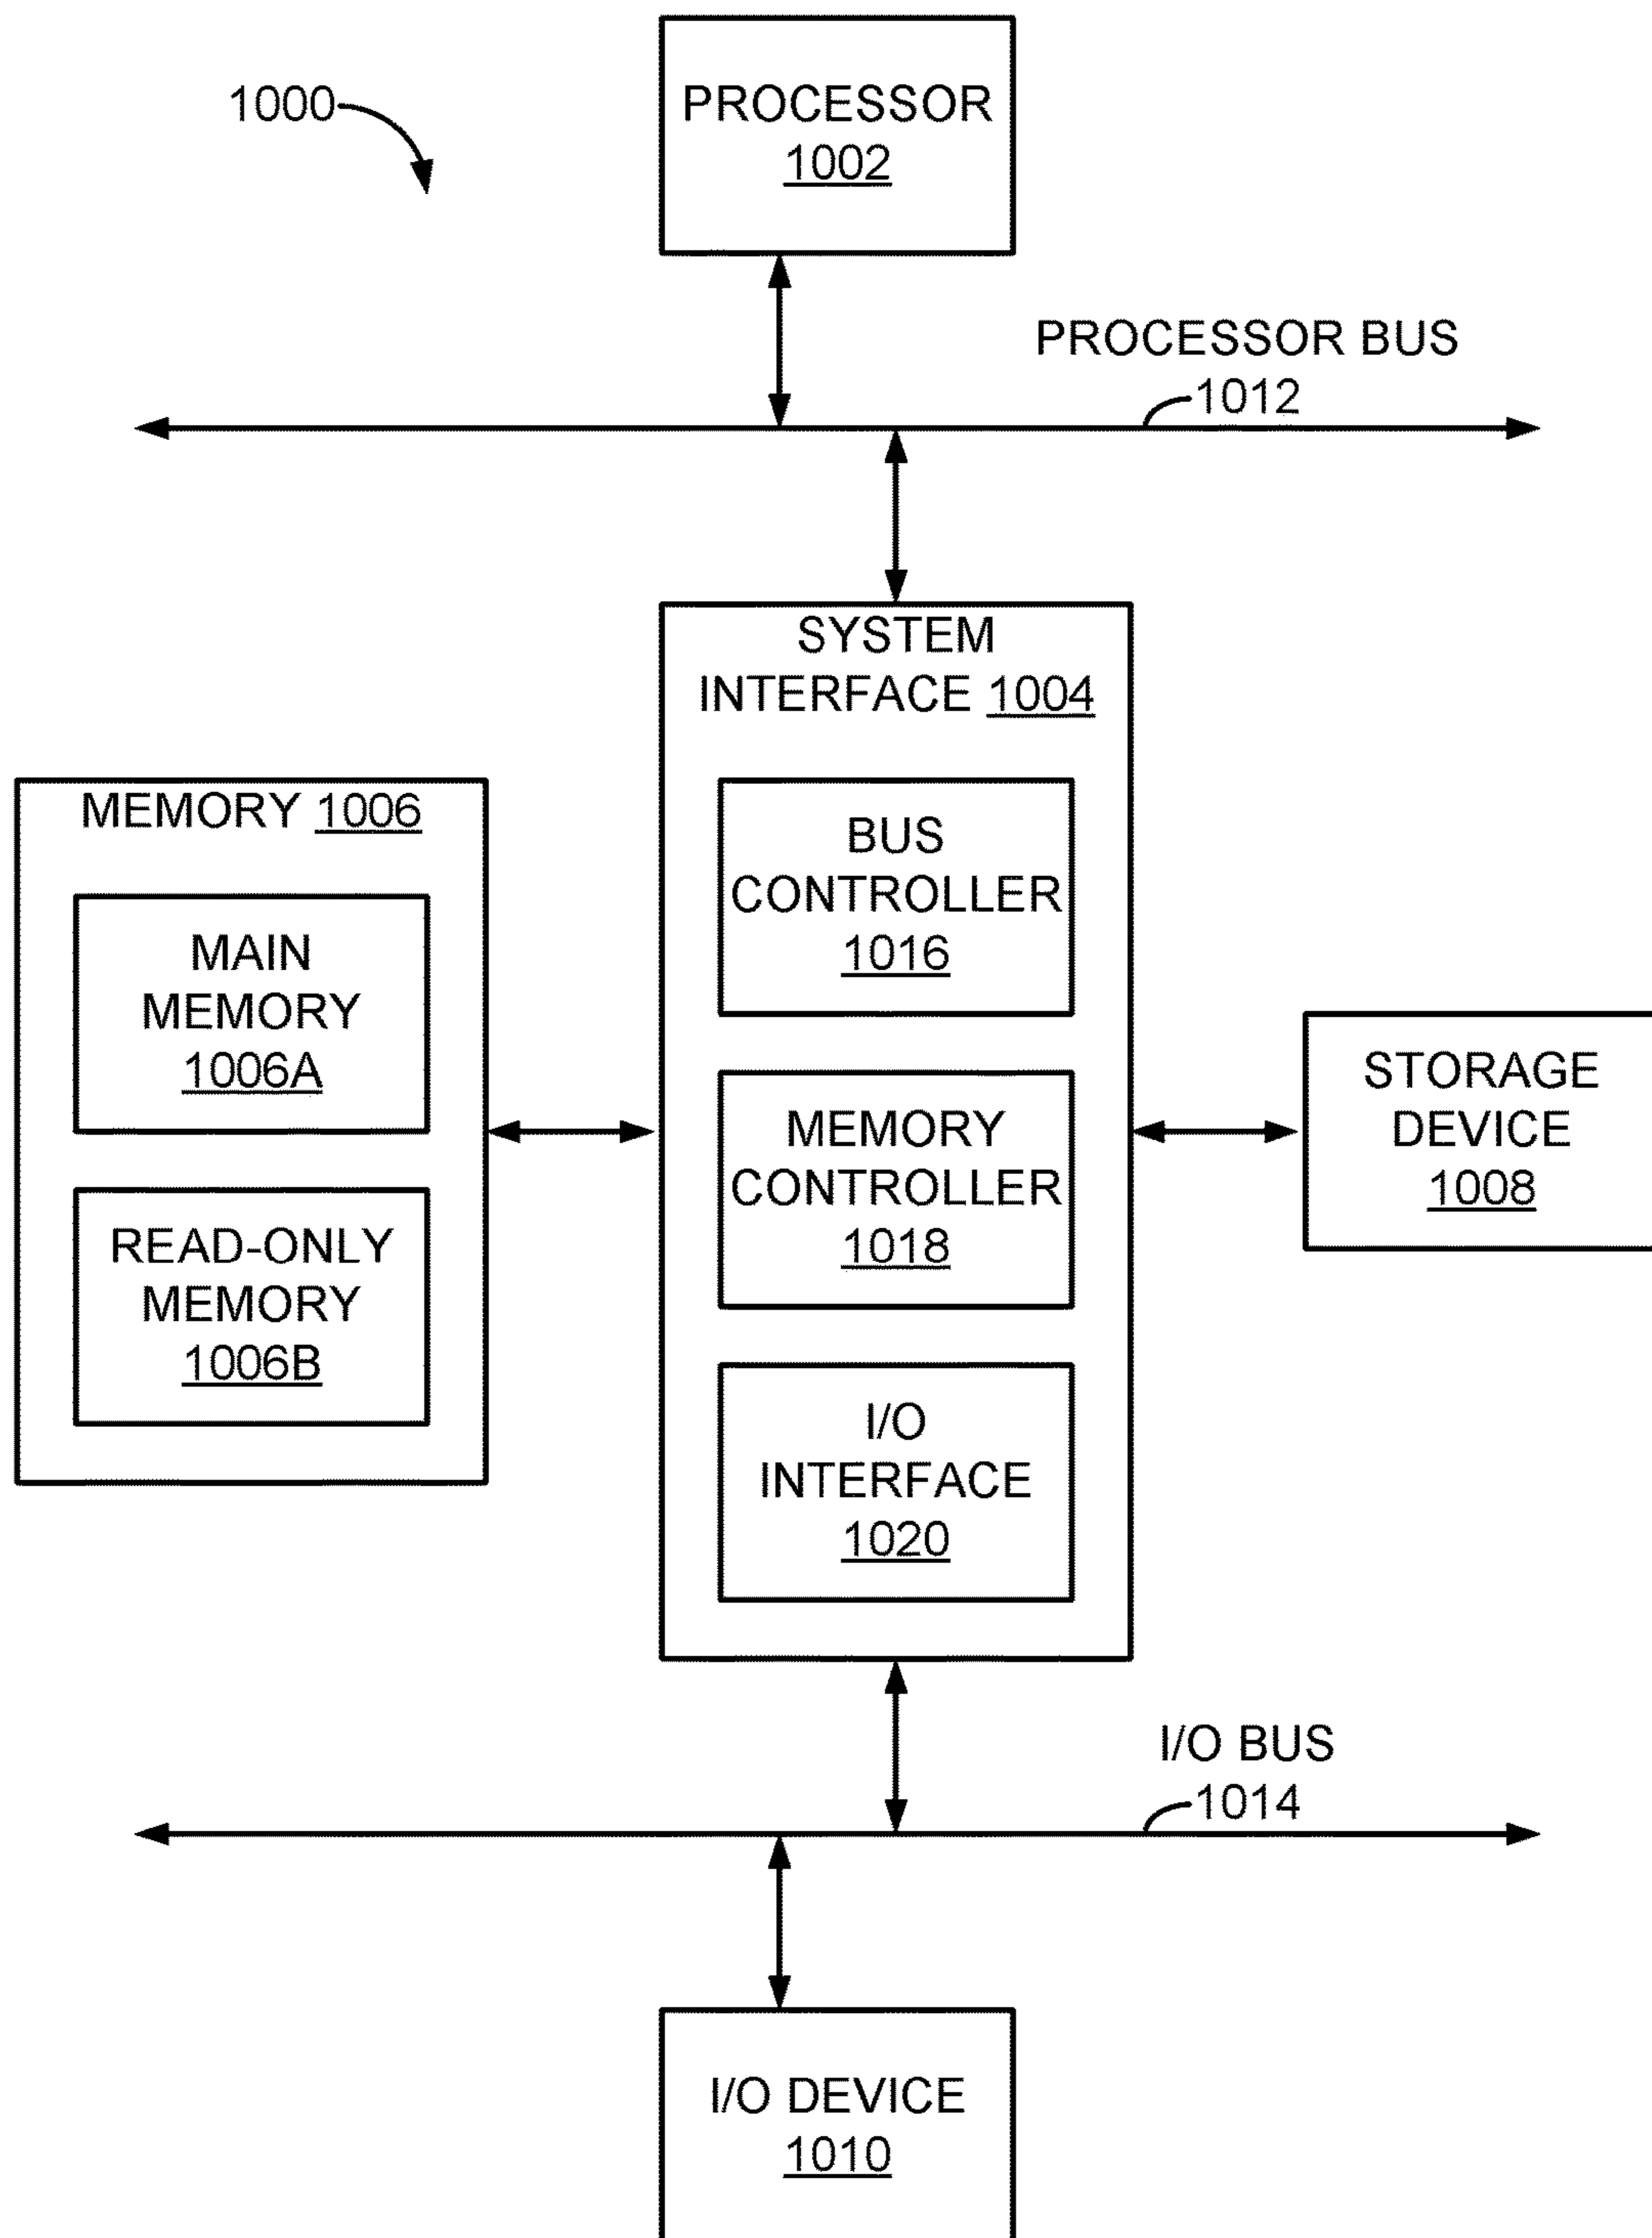 1000
PROCESSOR
1002
PROCESSOR BUS
1012
SYSTEM
INTERFACE 1004
MEMORY 1006
MAIN
MEMORY
1006A
READ-ONLY
MEMORY
1006B
BUS
CONTROLLER
1016
MEMORY
CONTROLLER
1018
I/O
INTERFACE
1020
STORAGE
DEVICE
1008
I/O BUS
1014
I/O DEVICE
1010